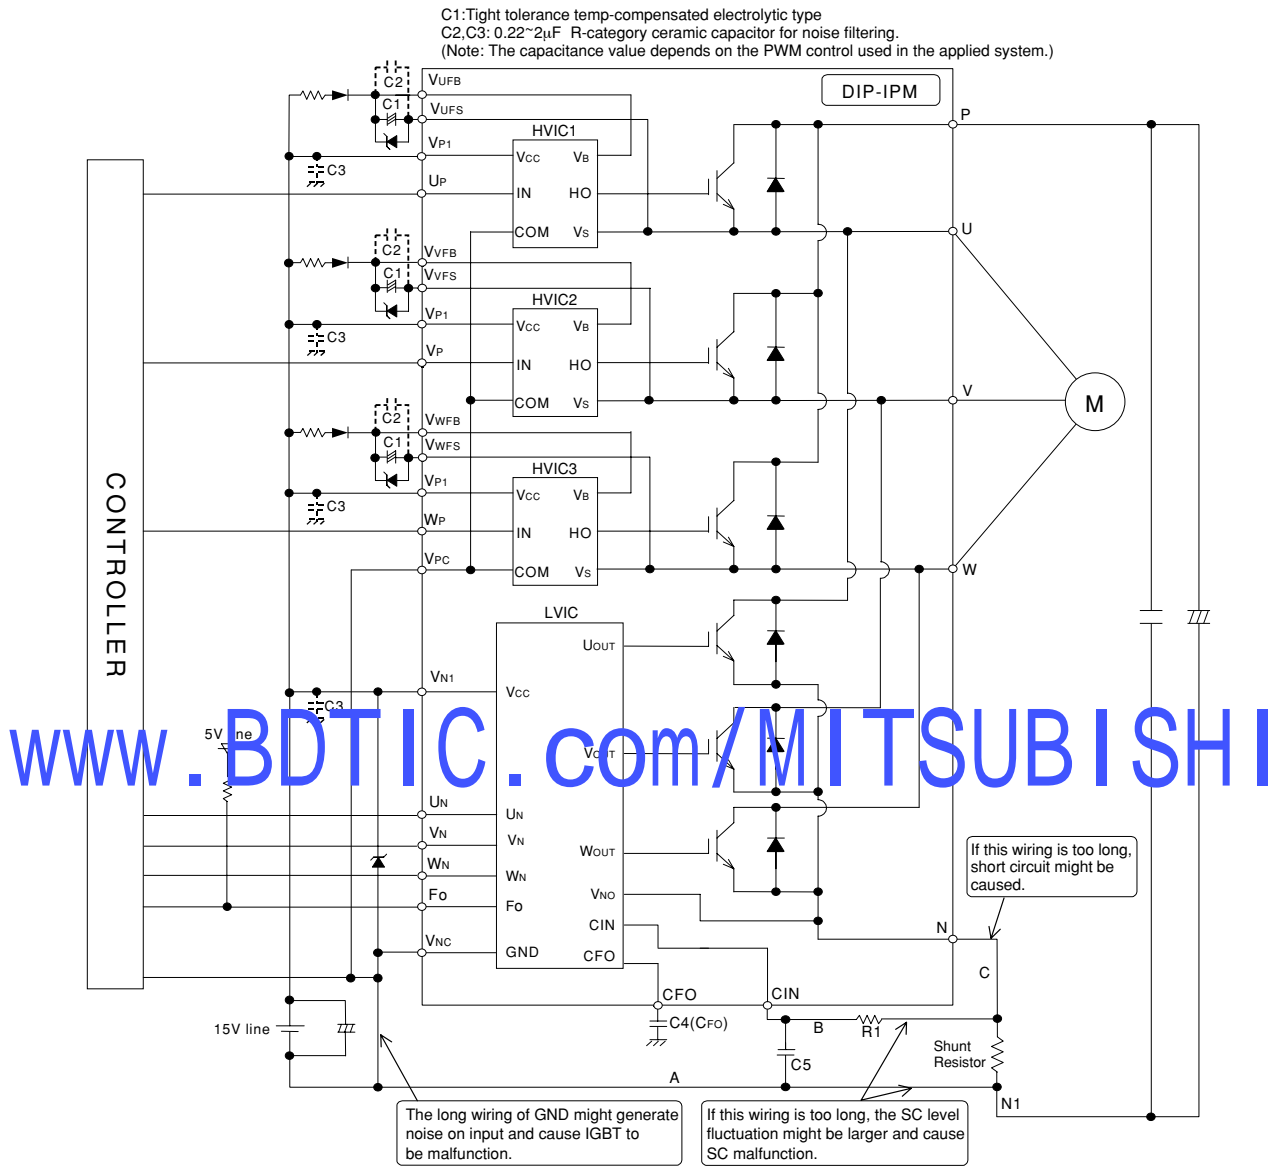 C1:Tight tolerance temp-compensated electrolytic type
C2,C3: 0.22~2μF R-category ceramic capacitor for noise filtering.
(Note: The capacitance value depends on the PWM control used in the applied system.)
DIP-IPM
C2
C1
VUFB
VUFS
VP1
C3
UP
HVIC1
VCC
VB
IN
HO
COM
VS
P
U
C2
C1
VVFB
VVFS
VP1
C3
VP
HVIC2
VCC
VB
IN
HO
COM
VS
V
M
C2
C1
VWFB
VWFS
VP1
C3
WP
VPC
HVIC3
VCC
VB
IN
HO
COM
VS
W
CONTROLLER
LVIC
UOUT
VN1
VCC
C3
5V line
VOUT
www.BDTIC.com/MITSUBISHI
UN
UN
VN
VN
WN
WN
Fo
Fo
VNC
GND
WOUT
VNO
CIN
CFO
If this wiring is too long,
short circuit might be
caused.
N
C
CFO
CIN
15V line
C4(CFO)
B
R1
C5
Shunt
Resistor
A
N1
The long wiring of GND might generate
noise on input and cause IGBT to
be malfunction.
If this wiring is too long, the SC level
fluctuation might be larger and cause
SC malfunction.